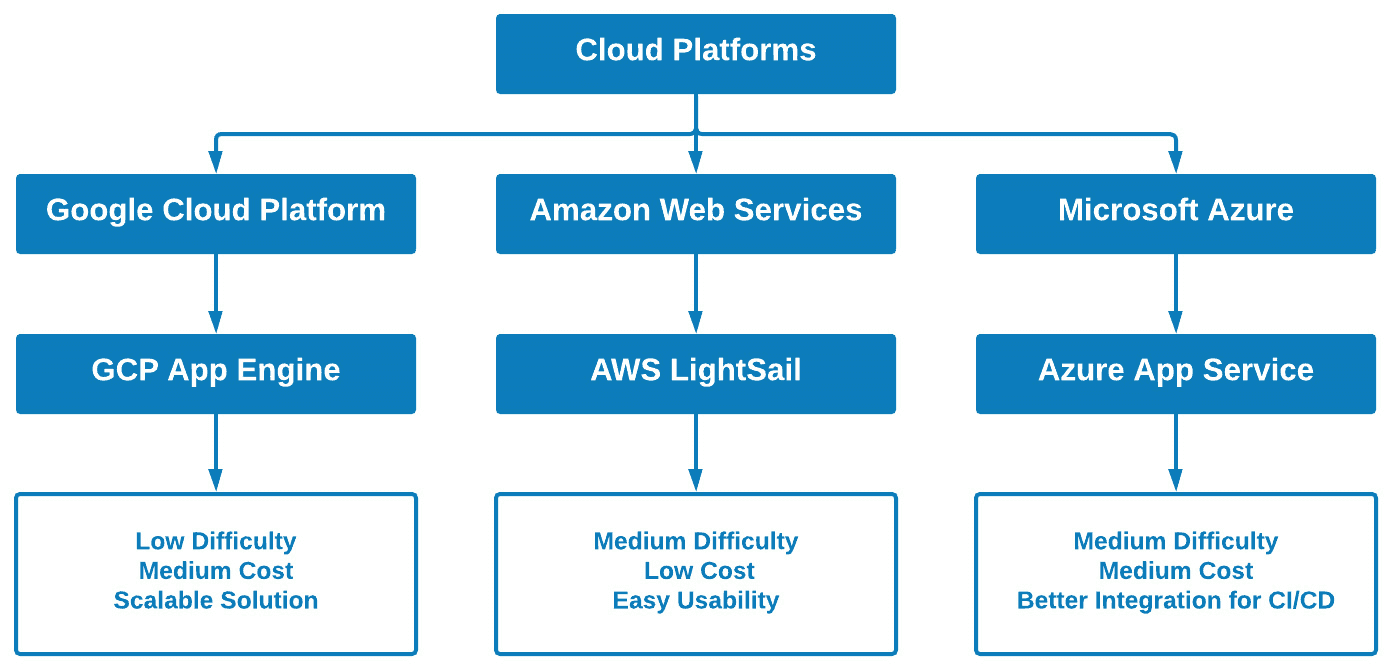 Cloud Platforms
Google Cloud Platform
Amazon Web Services
Microsoft Azure
GCP App Engine
AWS LightSail
Azure App Service
Low Difficulty
Medium Cost
Scalable Solution
Medium Difficulty
Low Cost
Easy Usability
Medium Difficulty
Medium Cost
Better Integration for CI/CD